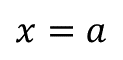 x = a